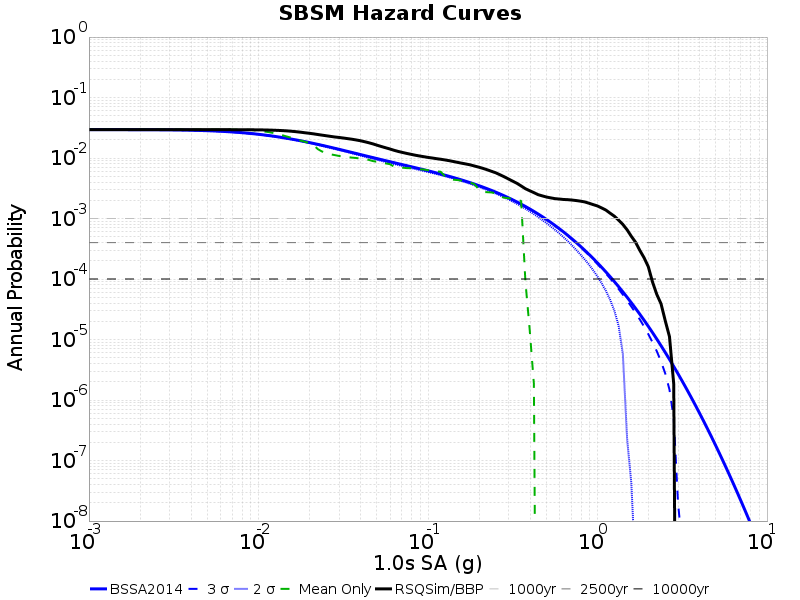 SBSM Hazard Curves
10^0
10^-1
10^-2
10^-3
10^-4
10^-5
10^-6
10^-7
10^-8
Annual Probability
10^-3 10^-2 10^-1 10^0 10^1
1.0s SA (g)
BSSA2014 3 σ 2 σ Mean Only RSQSim/BBP 1000yr 2500yr 10000yr